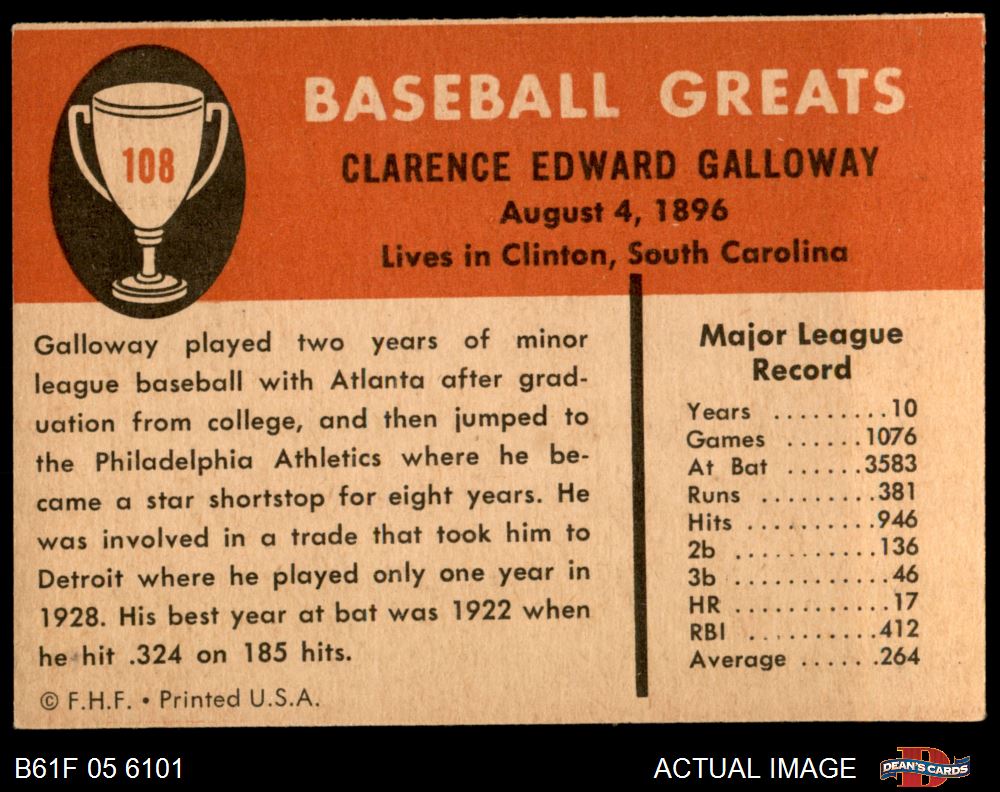 108
BASEBALL GREATS
CLARENCE EDWARD GALLOWAY
August 4, 1896
Lives in Clinton, South Carolina
Galloway played two years of minor
league baseball with Atlanta after grad-
uation from college, and then jumped to
the Philadelphia Athletics where he be-
came a star shortstop for eight years. He
was involved in a trade that took him to
Detroit where he played only one year in
1928. His best year at bat was 1922 when
he hit .324 on 185 hits.
© F.H.F. • Printed U.S.A.
Major League
Record
Years .........10
Games ......1076
At Bat ......3583
Runs .........381
Hits ..........946
2b ...........136
3b ............46
HR ............17
RBI ..........412
Average ......264
B61F 05 6101
ACTUAL IMAGE
D
DEAN'S CARDS